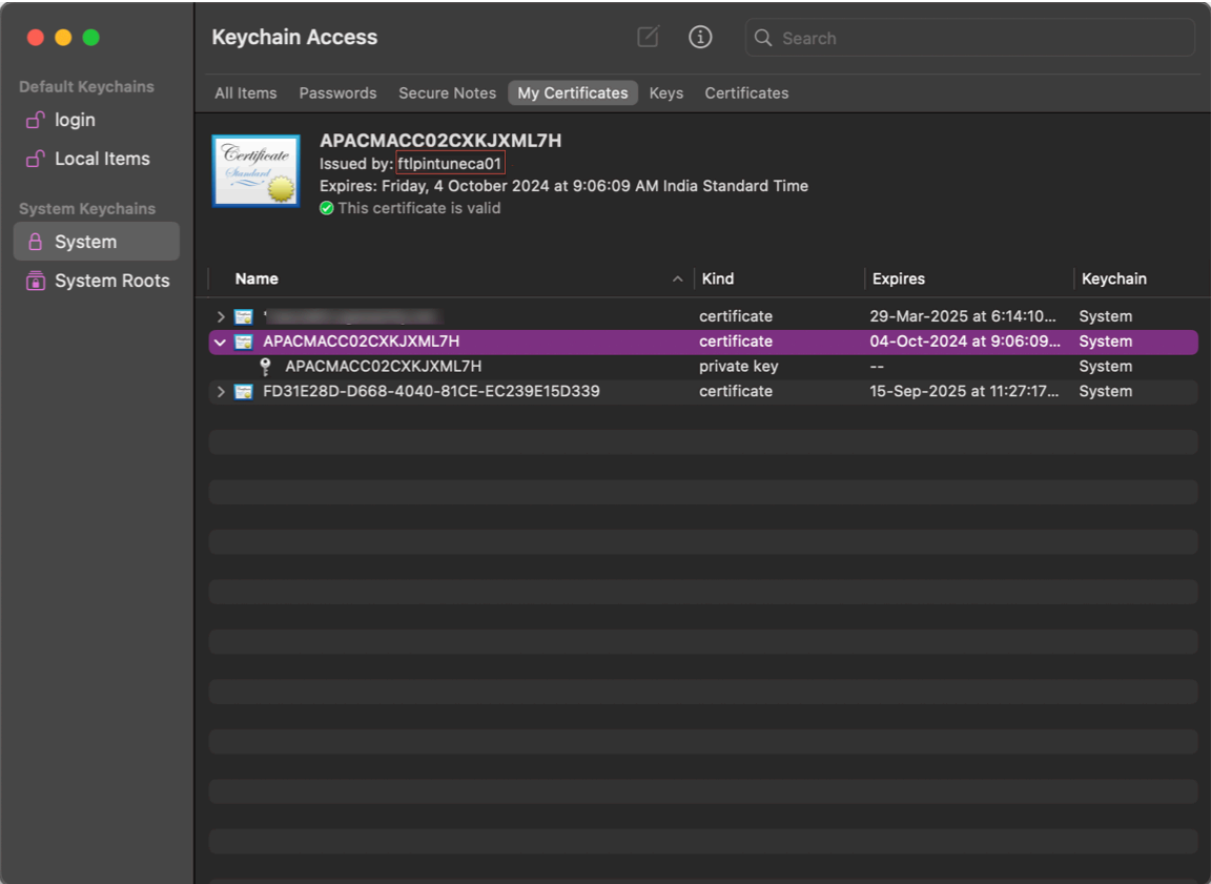 Keychain Access
Search
Default Keychains
login
Local Items
System Keychains
System
System Roots
All Items Passwords Secure Notes My Certificates Keys Certificates
Certificate
Standard
APACMACC02CXKJXML7H
Issued by: ftlpintuneca01
Expires: Friday, 4 October 2024 at 9:06:09 AM India Standard Time
This certificate is valid
Name Kind Expires Keychain
certificate 29-Mar-2025 at 6:14:10... System
APACMACC02CXKJXML7H certificate 04-Oct-2024 at 9:06:09... System
APACMACC02CXKJXML7H private key -- System
FD31E28D-D668-4040-81CE-EC239E15D339 certificate 15-Sep-2025 at 11:27:17... System